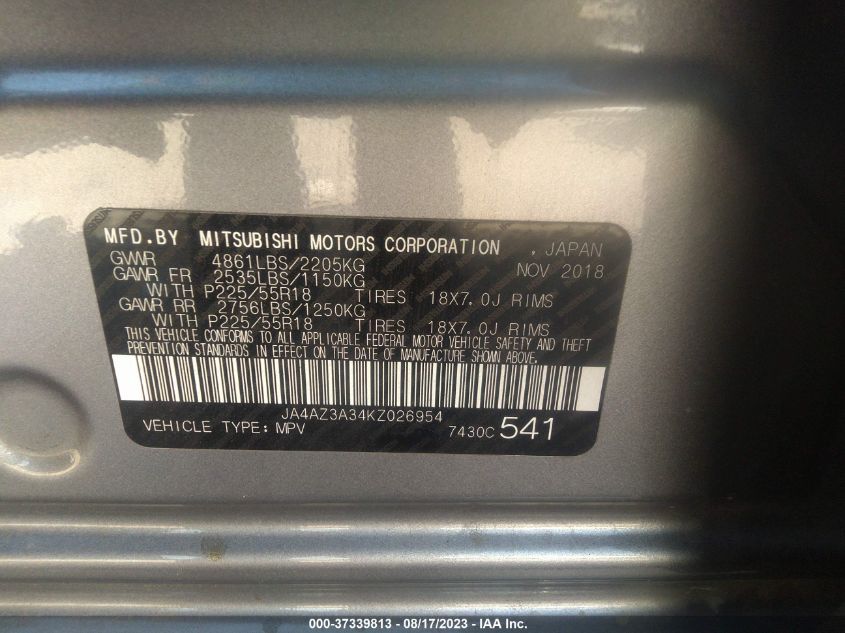 MFD.BY MITSUBISHI MOTORS CORPORATION , JAPAN
GVWR 4861LBS/2205KG NOV 2018
GAWR FR 2535LBS/1150KG
WITH P225/55R18 TIRES 18X7.0J RIMS
GAWR RR 2756LBS/1250KG
WITH P225/55R18 TIRES 18X7.0J RIMS
THIS VEHICLE CONFORMS TO ALL APPLICABLE FEDERAL MOTOR VEHICLE SAFETY AND THEFT
PREVENTION STANDARDS IN EFFECT ON THE DATE OF MANUFACTURE SHOWN ABOVE.
JA4AZ3A34KZ026954
VEHICLE TYPE: MPV 7430C 541
000-37339813 - 08/17/2023 - IAA Inc.